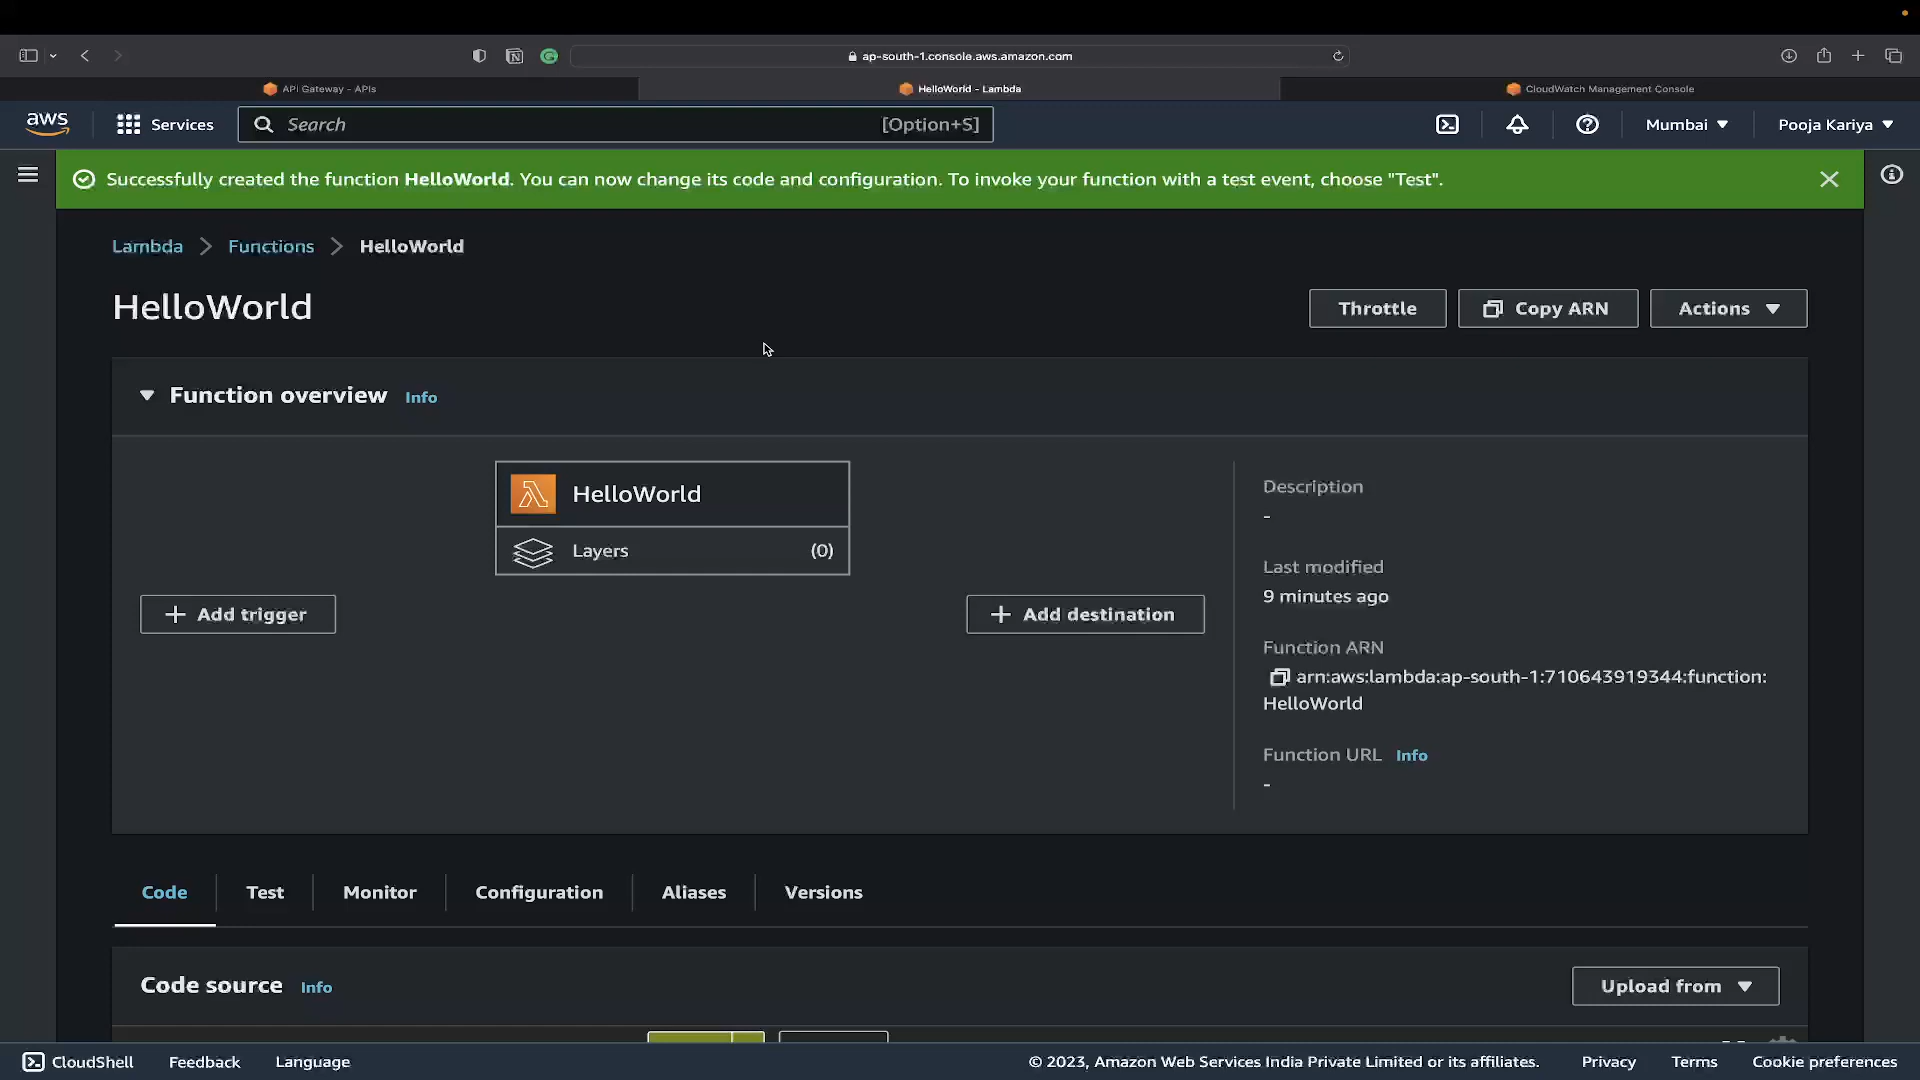 ap-south-1.console.aws.amazon.com
API Gateway - APIs
HelloWorld - Lambda
CloudWatch Management Console
aws
Services
Search
[Option+S]
Mumbai
Pooja Kariya
Successfully created the function HelloWorld. You can now change its code and configuration. To invoke your function with a test event, choose "Test".
Lambda
Functions
HelloWorld
HelloWorld
Throttle
Copy ARN
Actions
Function overview
Info
HelloWorld
Layers
(0)
Add trigger
Add destination
Description
-
Last modified
9 minutes ago
Function ARN
arn:aws:lambda:ap-south-1:710643919344:function:
HelloWorld
Function URL
Info
-
Code
Test
Monitor
Configuration
Aliases
Versions
Code source
Info
Upload from
CloudShell
Feedback
Language
© 2023, Amazon Web Services India Private Limited or its affiliates.
Privacy
Terms
Cookie preferences